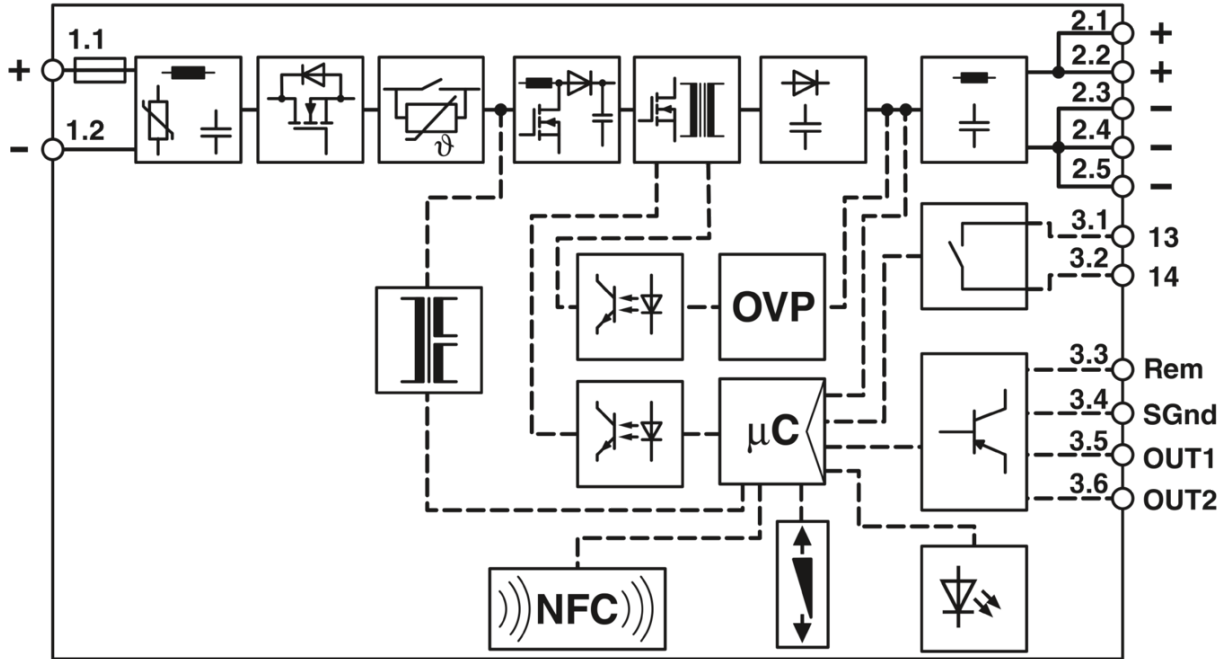 2.1 +
+ 1.1
2.2 +
2.3 −
− 1.2
2.4 −
ϑ
2.5 −
3.1 13
3.2 14
OVP
3.3 Rem
3.4 SGnd
µC
3.5 OUT1
3.6 OUT2
NFC